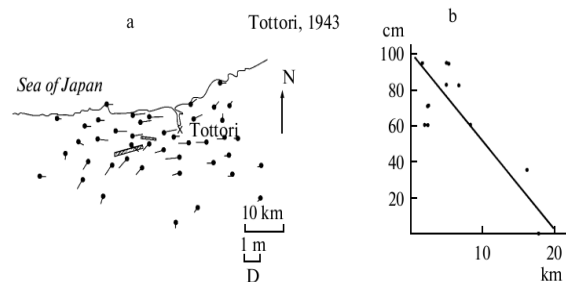 a
Tottori, 1943
b
Sea of Japan
N
Tottori
10 km
1 m
D
cm
100
80
60
40
20
10
20
km